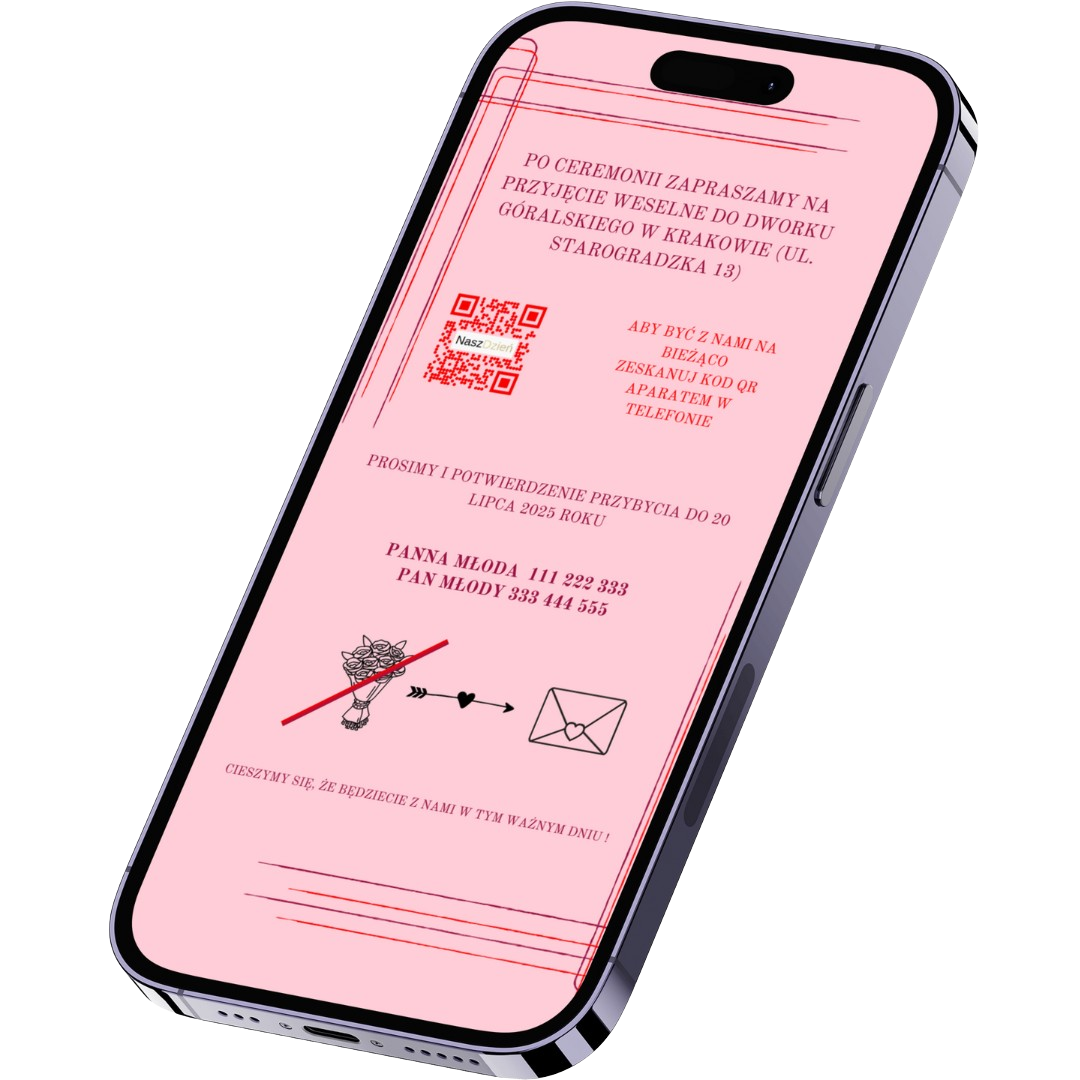 PO CEREMONII ZAPRASZAMY NA
PRZYJĘCIE WESELNE DO DWORKU
GÓRALSKIEGO W KRAKOWIE (UL.
STAROGRADZKA 13)
NaszDzień
ABY BYĆ Z NAMI NA
BIEŻĄCO
ZESKANUJ KOD QR
APARATEM W
TELEFONIE
PROSIMY I POTWIERDZENIE PRZYBYCIA DO 20
LIPCA 2025 ROKU
PANNA MŁODA 111 222 333
PAN MŁODY 333 444 555
CIESZYMY SIĘ, ŻE BĘDZIECIE Z NAMI W TYM WAŻNYM DNIU !